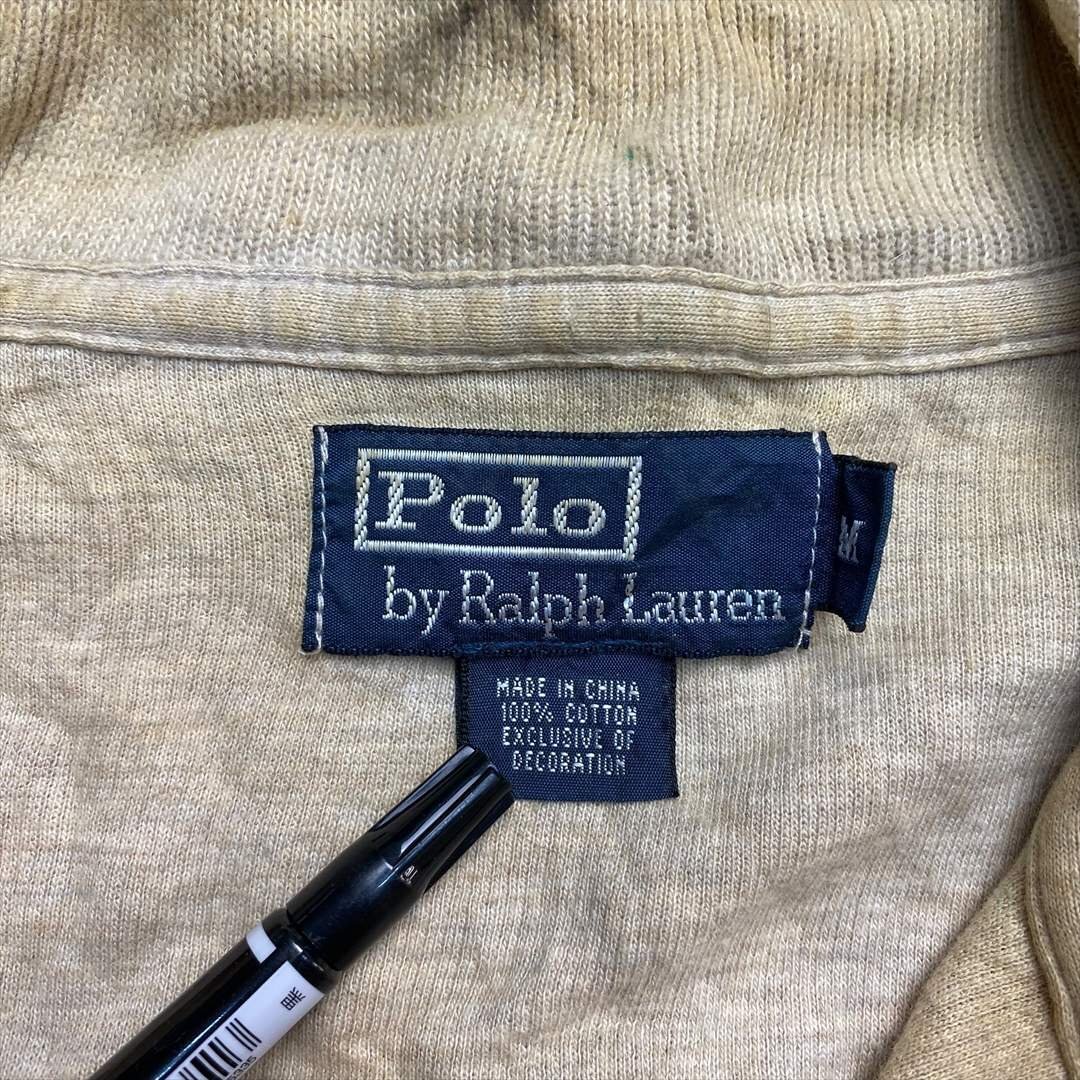 Polo
by Ralph Lauren
M
MADE IN CHINA
100% COTTON
EXCLUSIVE OF
DECORATION